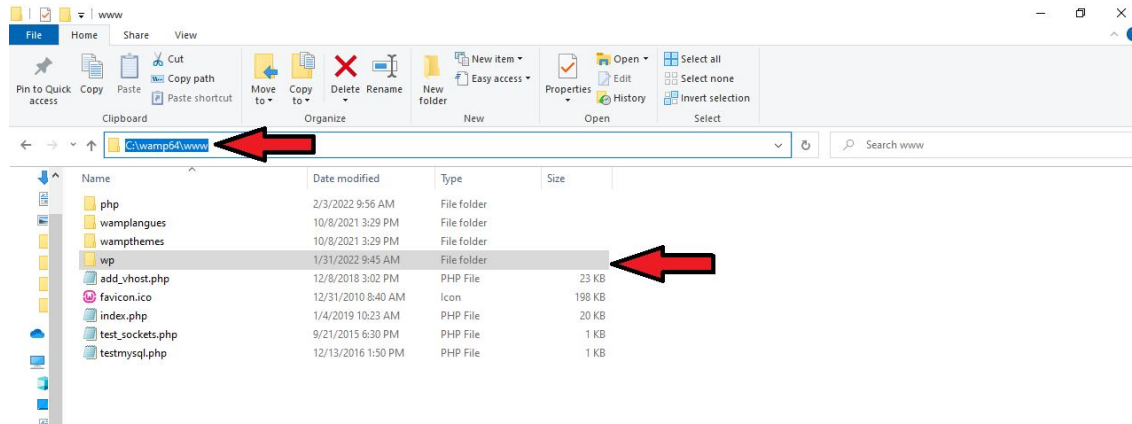 www
File Home Share View
Pin to Quick access Copy Paste Cut Copy path Paste shortcut Move to Copy to Delete Rename New folder New item Easy access Properties Open Edit History Select all Select none Invert selection
Clipboard Organize New Open Select
C:\wamp64\www Search www
Name Date modified Type Size
php 2/3/2022 9:56 AM File folder
wamplangues 10/8/2021 3:29 PM File folder
wampthemes 10/8/2021 3:29 PM File folder
wp 1/31/2022 9:45 AM File folder
add_vhost.php 12/8/2018 3:02 PM PHP File 23 KB
favicon.ico 12/31/2010 8:40 AM Icon 198 KB
index.php 1/4/2019 10:23 AM PHP File 20 KB
test_sockets.php 9/21/2015 6:30 PM PHP File 1 KB
testmysql.php 12/13/2016 1:50 PM PHP File 1 KB